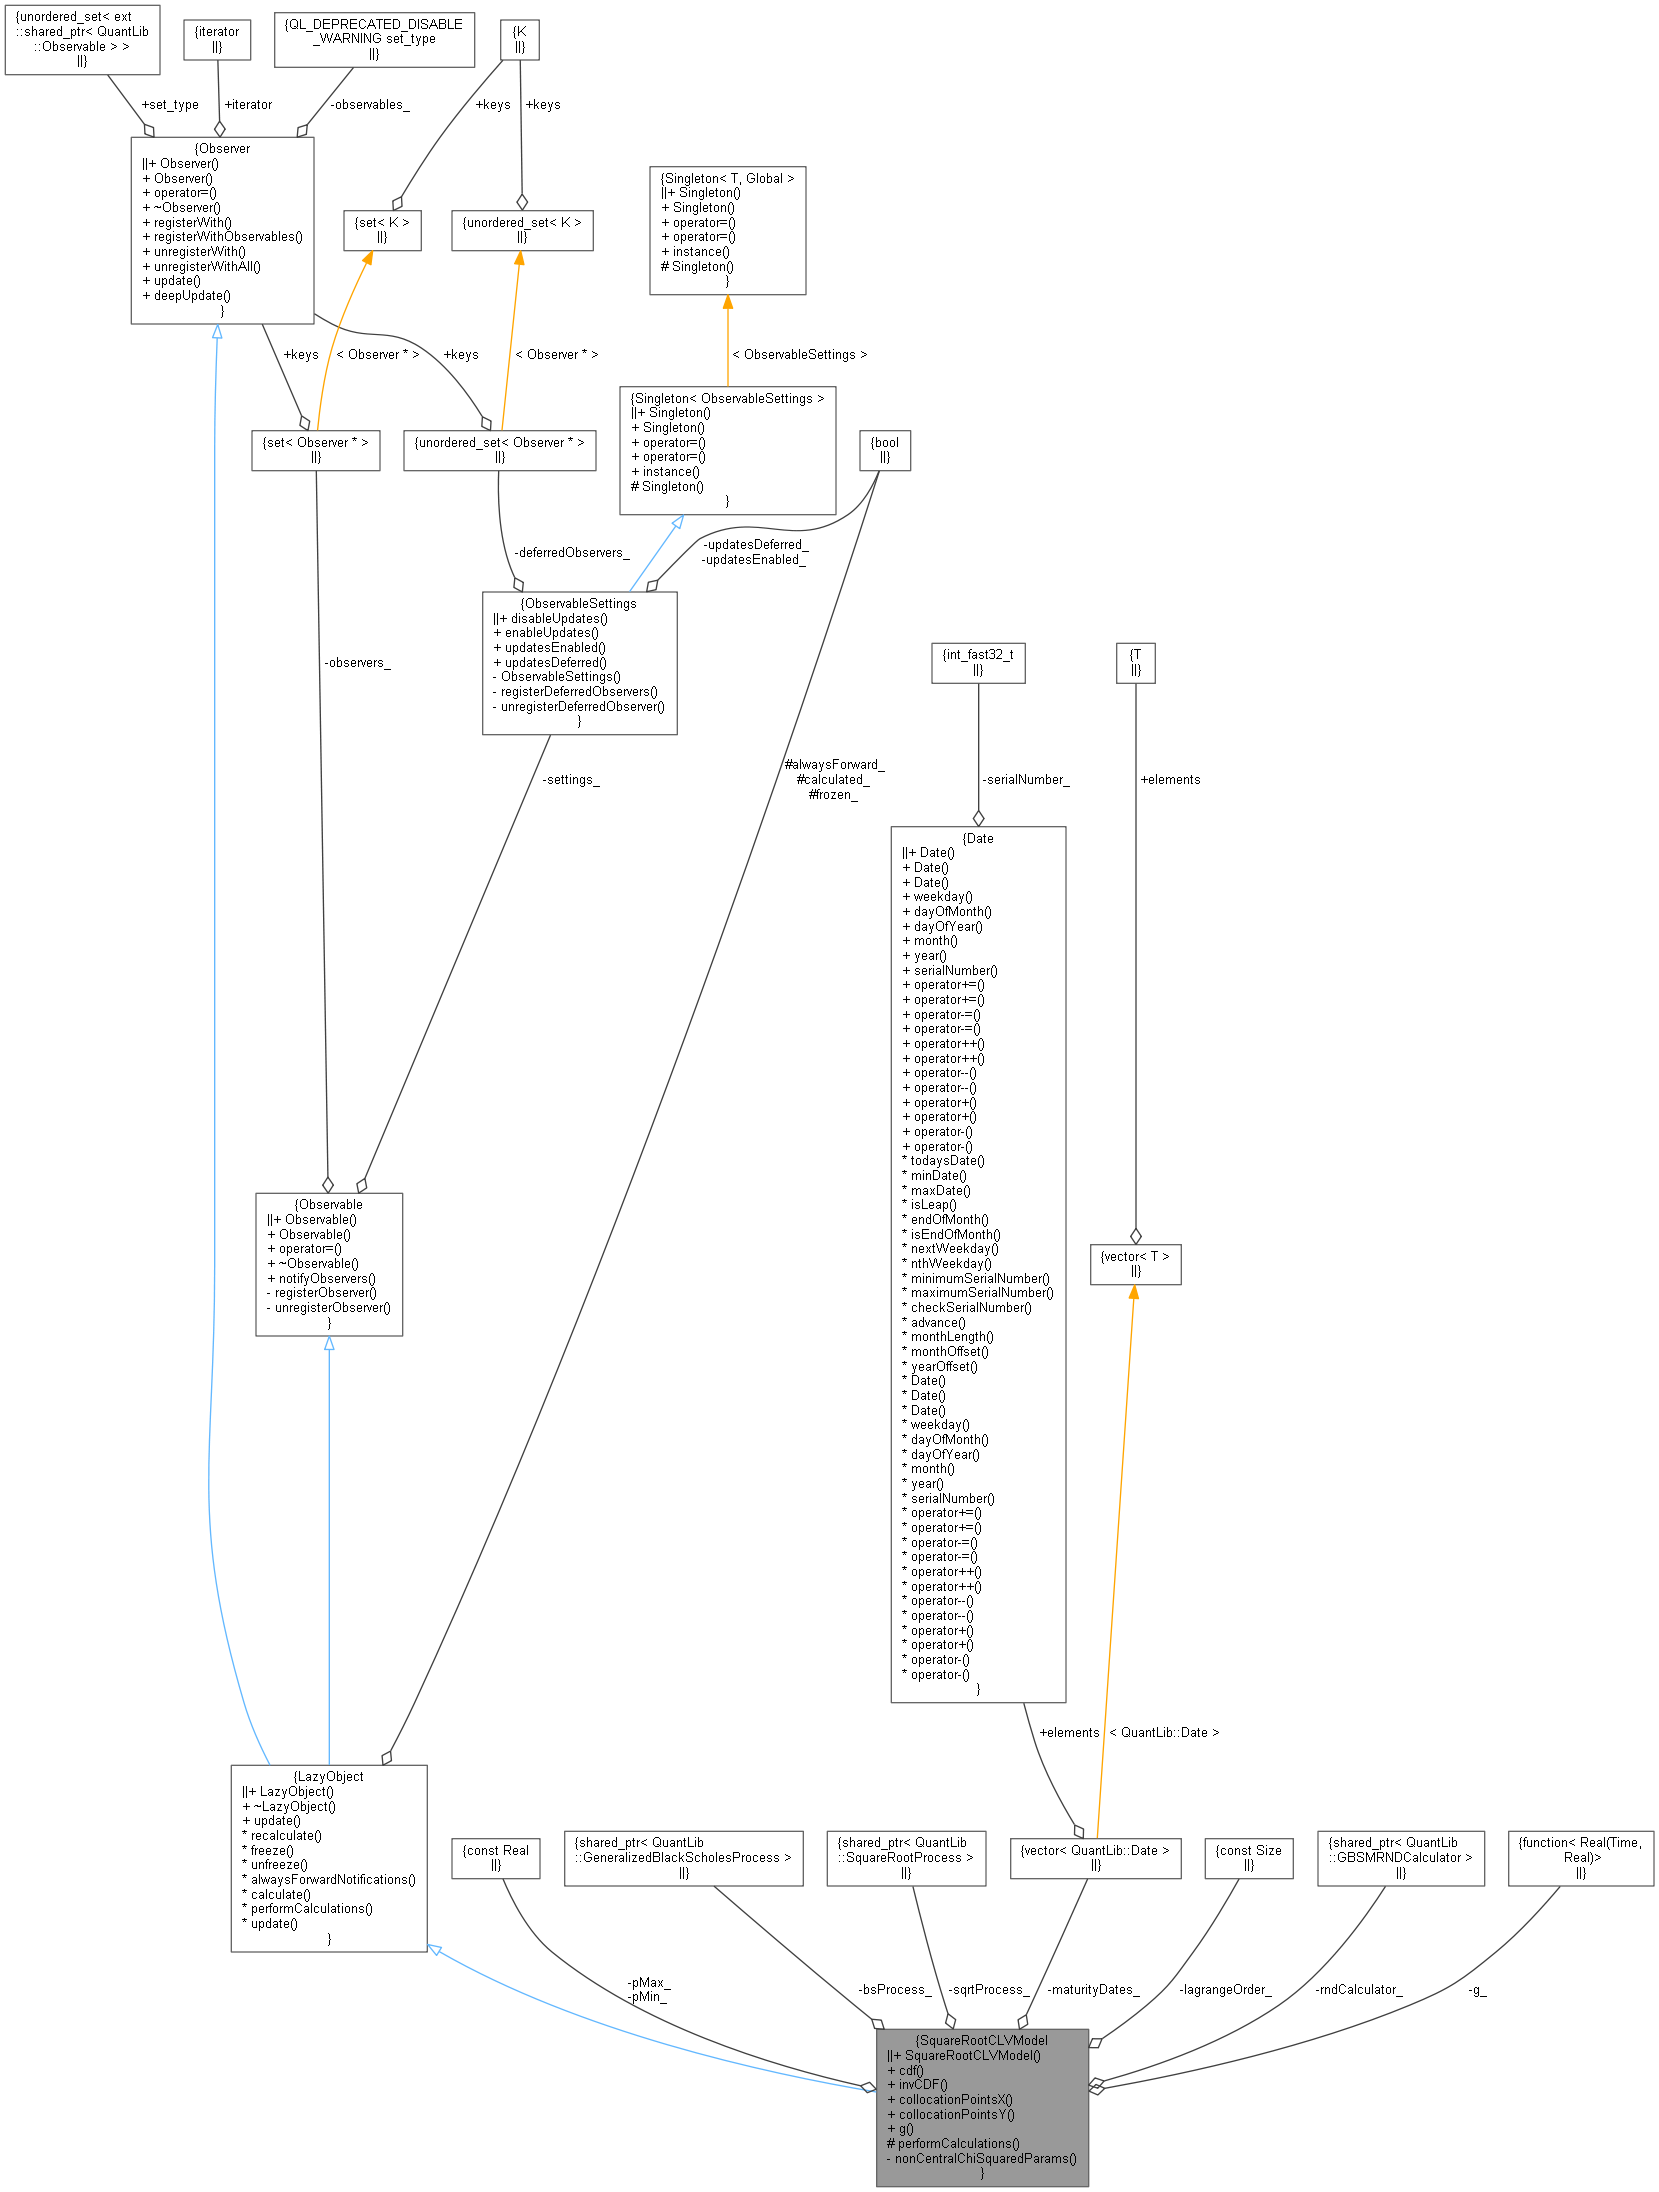 {unordered_set< ext
::shared_ptr< QuantLib
::Observable > >
||}
{iterator
||}
{QL_DEPRECATED_DISABLE
_WARNING set_type
||}
{K
||}
+set_type
+iterator
-observables_
+keys
+keys
{Observer
||+ Observer()
+ Observer()
+ operator=()
+ ~Observer()
+ registerWith()
+ registerWithObservables()
+ unregisterWith()
+ unregisterWithAll()
+ update()
+ deepUpdate()
}
{set< K >
||}
{unordered_set< K >
||}
{Singleton< T, Global >
||+ Singleton()
+ Singleton()
+ operator=()
+ operator=()
+ instance()
# Singleton()
}
+keys
< Observer * >
+keys
< Observer * >
< ObservableSettings >
{set< Observer * >
||}
{unordered_set< Observer * >
||}
{Singleton< ObservableSettings >
||+ Singleton()
+ Singleton()
+ operator=()
+ operator=()
+ instance()
# Singleton()
}
{bool
||}
-deferredObservers_
-updatesDeferred_
-updatesEnabled_
{ObservableSettings
||+ disableUpdates()
+ enableUpdates()
+ updatesEnabled()
+ updatesDeferred()
- ObservableSettings()
- registerDeferredObservers()
- unregisterDeferredObserver()
}
-observers_
{int_fast32_t
||}
{T
||}
-settings_
#alwaysForward_
#calculated_
#frozen_
-serialNumber_
+elements
{Date
||+ Date()
+ Date()
+ Date()
+ weekday()
+ dayOfMonth()
+ dayOfYear()
+ month()
+ year()
+ serialNumber()
+ operator+=()
+ operator+=()
+ operator-=()
+ operator-=()
+ operator++()
+ operator++()
+ operator--()
+ operator--()
+ operator+()
+ operator+()
+ operator-()
+ operator-()
* todaysDate()
* minDate()
* maxDate()
* isLeap()
* endOfMonth()
* isEndOfMonth()
* nextWeekday()
* nthWeekday()
* minimumSerialNumber()
* maximumSerialNumber()
* checkSerialNumber()
* advance()
* monthLength()
* monthOffset()
* yearOffset()
* Date()
* Date()
* Date()
* weekday()
* dayOfMonth()
* dayOfYear()
* month()
* year()
* serialNumber()
* operator+=()
* operator+=()
* operator-=()
* operator-=()
* operator++()
* operator++()
* operator--()
* operator--()
* operator+()
* operator+()
* operator-()
* operator-()
}
{Observable
||+ Observable()
+ Observable()
+ operator=()
+ ~Observable()
+ notifyObservers()
- registerObserver()
- unregisterObserver()
}
{vector< T >
||}
+elements
< QuantLib::Date >
{LazyObject
||+ LazyObject()
+ ~LazyObject()
+ update()
* recalculate()
* freeze()
* unfreeze()
* alwaysForwardNotifications()
* calculate()
* performCalculations()
* update()
}
{const Real
||}
{shared_ptr< QuantLib
::GeneralizedBlackScholesProcess >
||}
{shared_ptr< QuantLib
::SquareRootProcess >
||}
{vector< QuantLib::Date >
||}
{const Size
||}
{shared_ptr< QuantLib
::GBSMRNDCalculator >
||}
{function< Real(Time,
Real)>
||}
-pMax_
-pMin_
-bsProcess_
-sqrtProcess_
-maturityDates_
-lagrangeOrder_
-rndCalculator_
-g_
{SquareRootCLVModel
||+ SquareRootCLVModel()
+ cdf()
+ invCDF()
+ collocationPointsX()
+ collocationPointsY()
+ g()
# performCalculations()
- nonCentralChiSquaredParams()
}